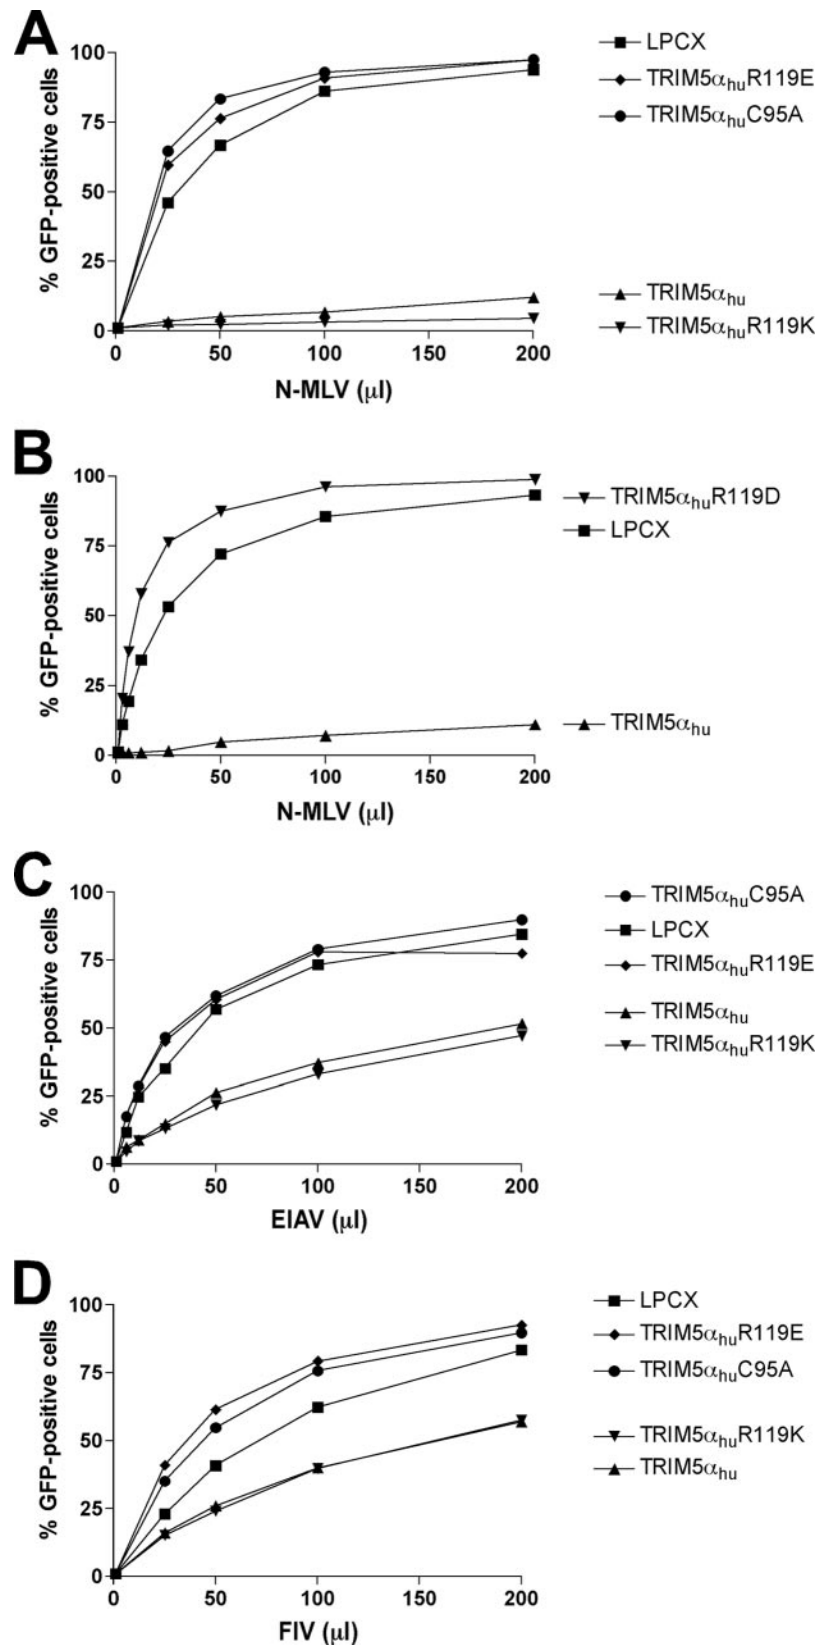 A
100
75
50
25
0
% GFP-positive cells
0 50 100 150 200
N-MLV (μl)
LPCX
TRIM5αhuR119E
TRIM5αhuC95A
TRIM5αhu
TRIM5αhuR119K
B
100
75
50
25
0
% GFP-positive cells
0 50 100 150 200
N-MLV (μl)
TRIM5αhuR119D
LPCX
TRIM5αhu
C
100
75
50
25
0
% GFP-positive cells
0 50 100 150 200
EIAV (μl)
TRIM5αhuC95A
LPCX
TRIM5αhuR119E
TRIM5αhu
TRIM5αhuR119K
D
100
75
50
25
0
% GFP-positive cells
0 50 100 150 200
FIV (μl)
LPCX
TRIM5αhuR119E
TRIM5αhuC95A
TRIM5αhuR119K
TRIM5αhu